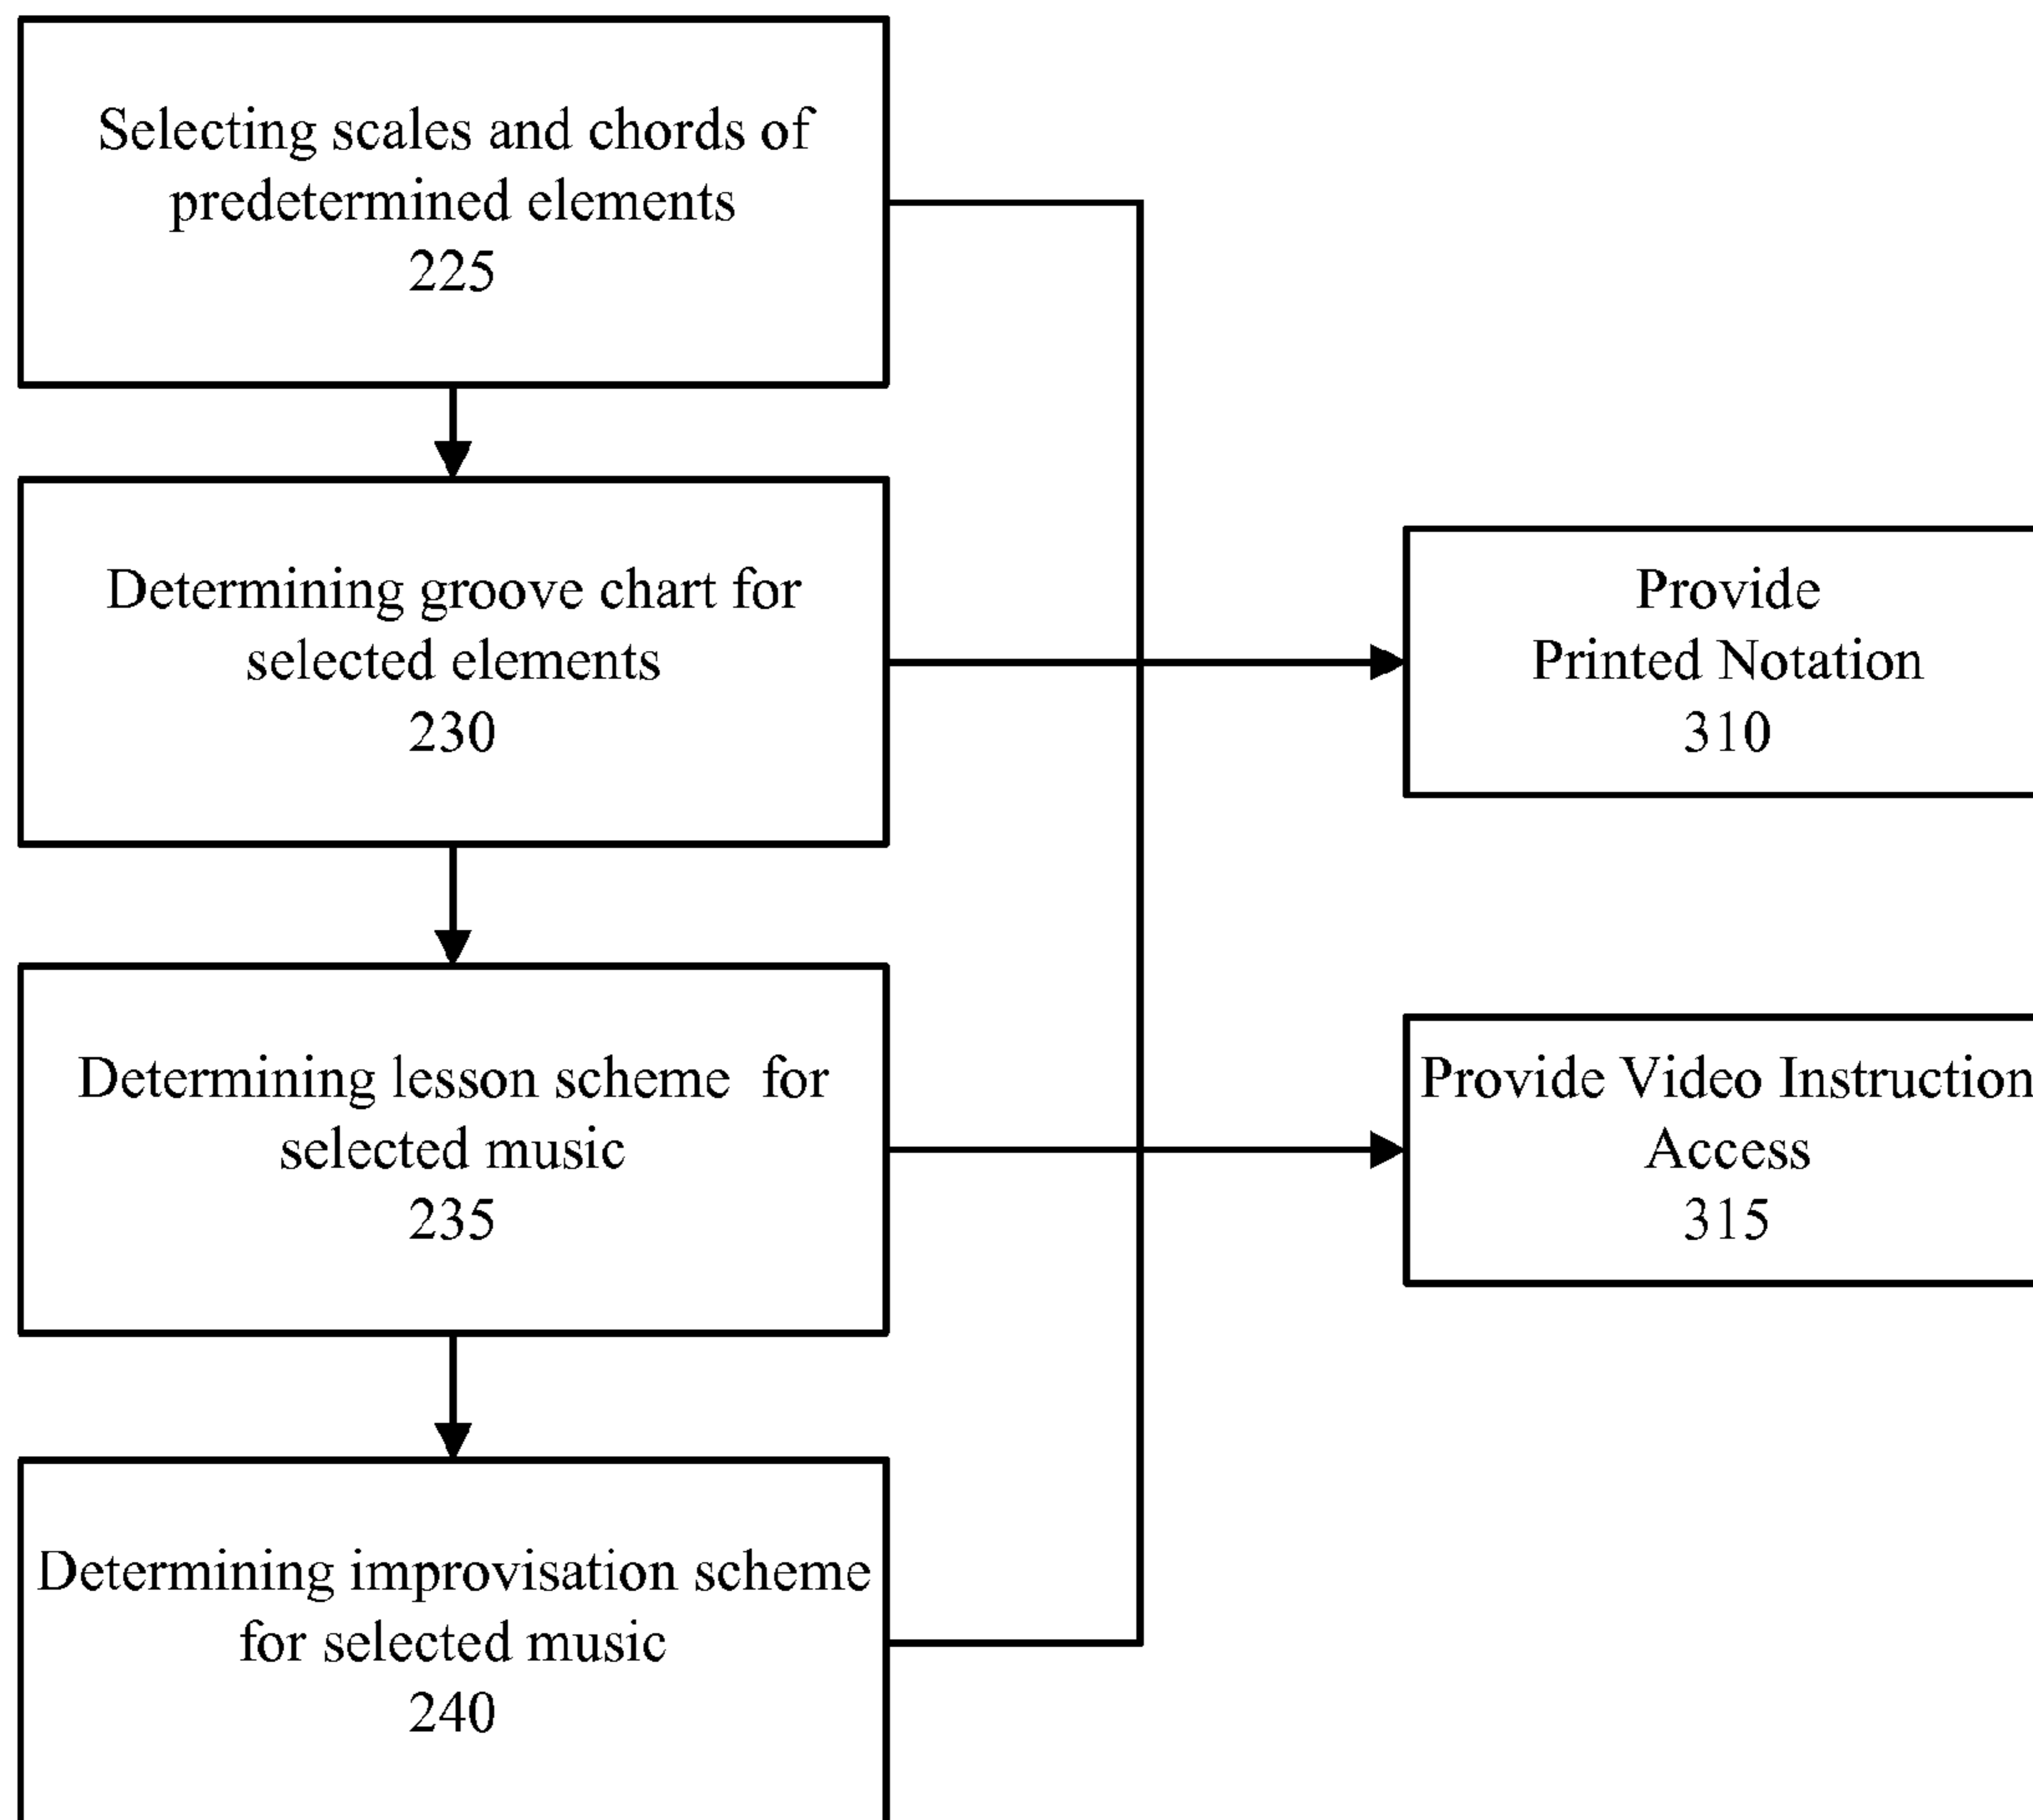 Selecting scales and chords of
predetermined elements
225
Determining groove chart for
selected elements
230
Provide
Printed Notation
310
Determining lesson scheme for
selected music
235
Provide Video Instruction
Access
315
Determining improvisation scheme
for selected music
240